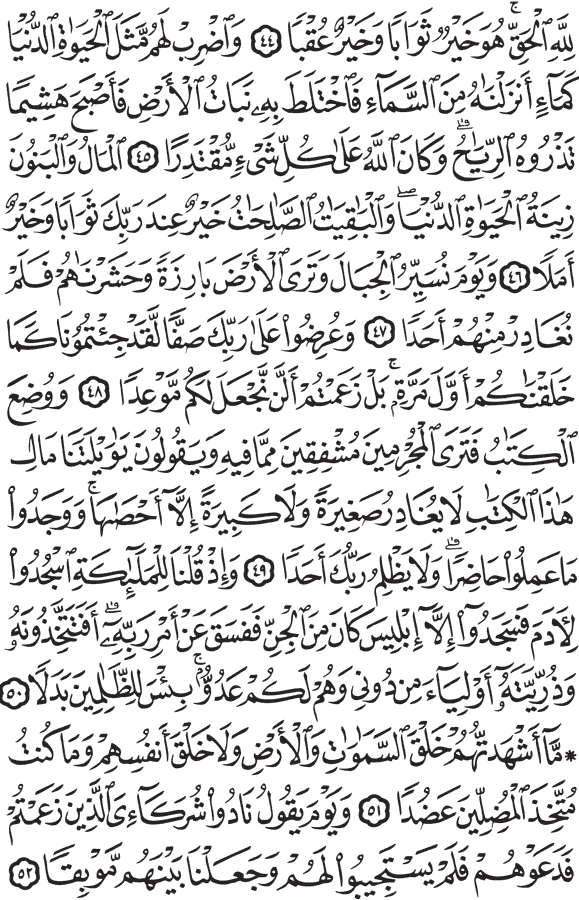 لِلَّهِ ٱلْحَقِّ ۚ هُوَ خَيْرٌ ثَوَابًا وَخَيْرٌ عُقْبًا ٤٤ وَٱضْرِبْ لَهُم مَّثَلَ ٱلْحَيَوٰةِ ٱلدُّنْيَا
كَمَآءٍ أَنزَلْنَـٰهُ مِنَ ٱلسَّمَآءِ فَٱخْتَلَطَ بِهِۦ نَبَاتُ ٱلْأَرْضِ فَأَصْبَحَ هَشِيمًا
تَذْرُوهُ ٱلرِّيَـٰحُ ۗ وَكَانَ ٱللَّهُ عَلَىٰ كُلِّ شَىْءٍ مُّقْتَدِرًا ٤٥ ٱلْمَالُ وَٱلْبَنُونَ
زِينَةُ ٱلْحَيَوٰةِ ٱلدُّنْيَا ۖ وَٱلْبَـٰقِيَـٰتُ ٱلصَّـٰلِحَـٰتُ خَيْرٌ عِندَ رَبِّكَ ثَوَابًا وَخَيْرٌ
أَمَلًا ٤٦ وَيَوْمَ نُسَيِّرُ ٱلْجِبَالَ وَتَرَى ٱلْأَرْضَ بَارِزَةً وَحَشَرْنَـٰهُمْ فَلَمْ
نُغَادِرْ مِنْهُمْ أَحَدًا ٤٧ وَعُرِضُوا۟ عَلَىٰ رَبِّكَ صَفًّا لَّقَدْ جِئْتُمُونَا كَمَا
خَلَقْنَـٰكُمْ أَوَّلَ مَرَّةٍۭ ۚ بَلْ زَعَمْتُمْ أَلَّن نَّجْعَلَ لَكُم مَّوْعِدًا ٤٨ وَوُضِعَ
ٱلْكِتَـٰبُ فَتَرَى ٱلْمُجْرِمِينَ مُشْفِقِينَ مِمَّا فِيهِ وَيَقُولُونَ يَـٰوَيْلَتَنَا مَالِ
هَـٰذَا ٱلْكِتَـٰبِ لَا يُغَادِرُ صَغِيرَةً وَلَا كَبِيرَةً إِلَّآ أَحْصَىٰهَا ۚ وَوَجَدُوا۟
مَا عَمِلُوا۟ حَاضِرًا ۗ وَلَا يَظْلِمُ رَبُّكَ أَحَدًا ٤٩ وَإِذْ قُلْنَا لِلْمَلَـٰٓئِكَةِ ٱسْجُدُوا۟
لِـَٔادَمَ فَسَجَدُوٓا۟ إِلَّآ إِبْلِيسَ كَانَ مِنَ ٱلْجِنِّ فَفَسَقَ عَنْ أَمْرِ رَبِّهِۦٓ ۗ أَفَتَتَّخِذُونَهُۥ
وَذُرِّيَّتَهُۥٓ أَوْلِيَآءَ مِن دُونِى وَهُمْ لَكُمْ عَدُوٌّۢ ۚ بِئْسَ لِلظَّـٰلِمِينَ بَدَلًا ٥٠
* مَّآ أَشْهَدتُّهُمْ خَلْقَ ٱلسَّمَـٰوَٰتِ وَٱلْأَرْضِ وَلَا خَلْقَ أَنفُسِهِمْ وَمَا كُنتُ
مُتَّخِذَ ٱلْمُضِلِّينَ عَضُدًا ٥١ وَيَوْمَ يَقُولُ نَادُوا۟ شُرَكَآءِىَ ٱلَّذِينَ زَعَمْتُمْ
فَدَعَوْهُمْ فَلَمْ يَسْتَجِيبُوا۟ لَهُمْ وَجَعَلْنَا بَيْنَهُم مَّوْبِقًا ٥٢